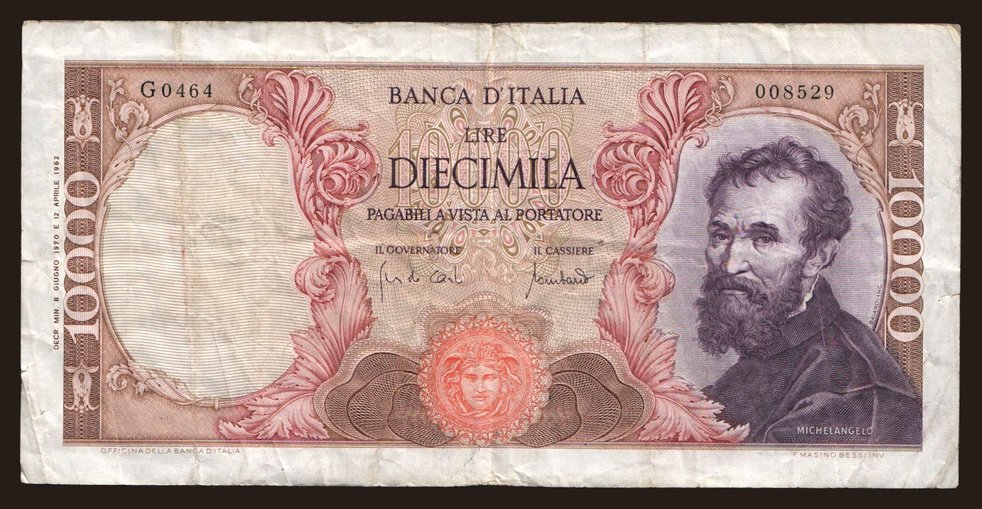 G0464
008529
BANCA D'ITALIA
LIRE
10000
DIECIMILA
PAGABILI A VISTA AL PORTATORE
IL GOVERNATORE
IL CASSIERE
10000
10000
DECR. MIN. 8 GIUGNO 1970 E 12 APRILE 1962
MICHELANGELO
OFFICINA DELLA BANCA D'ITALIA
F. MASINO BESSI INV.